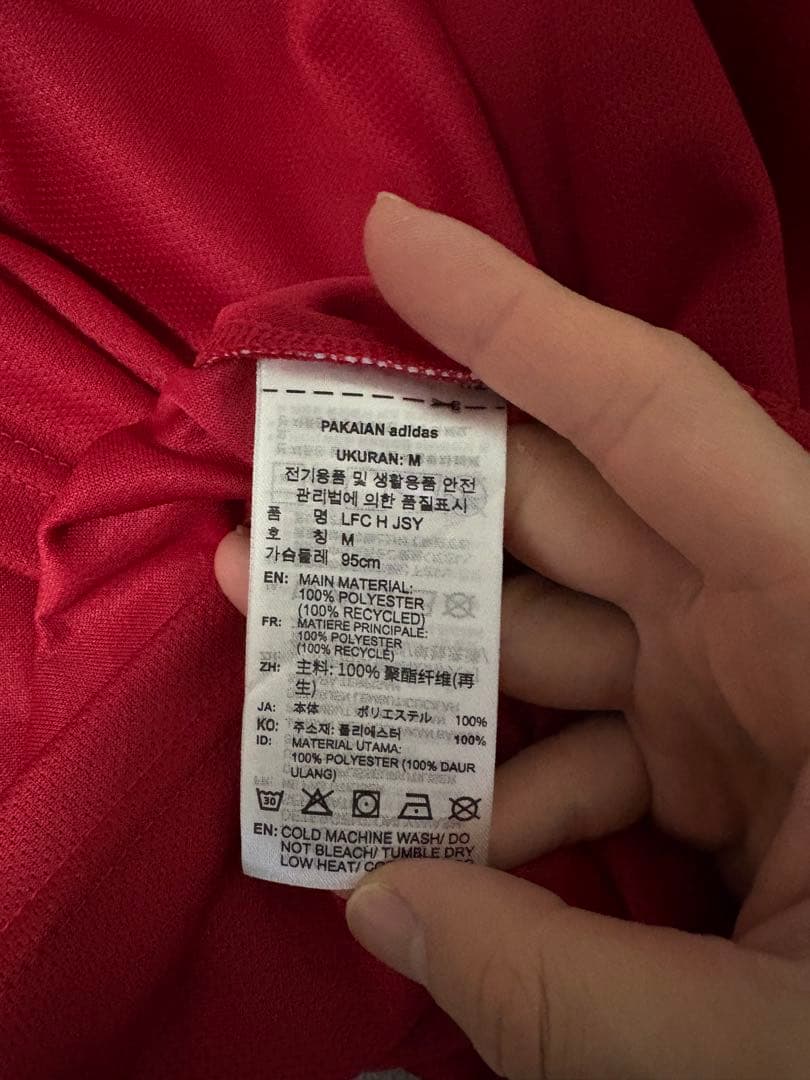 PAKAIAN adidas
UKURAN: M
전기용품 및 생활용품 안전
관리법에 의한 품질표시
품 명 LFC H JSY
호 칭 M
가슴둘레 95cm
EN: MAIN MATERIAL:
100% POLYESTER
(100% RECYCLED)
FR: MATIERE PRINCIPALE:
100% POLYESTER
(100% RECYCLÉ)
ZH: 主料: 100% 聚酯纤维(再
生)
JA: 本体 ポリエステル 100%
KO: 주소재: 폴리에스터 100%
ID: MATERIAL UTAMA:
100% POLYESTER (100% DAUR
ULANG)
30
EN: COLD MACHINE WASH/ DO
NOT BLEACH/ TUMBLE DRY
LOW HEAT/